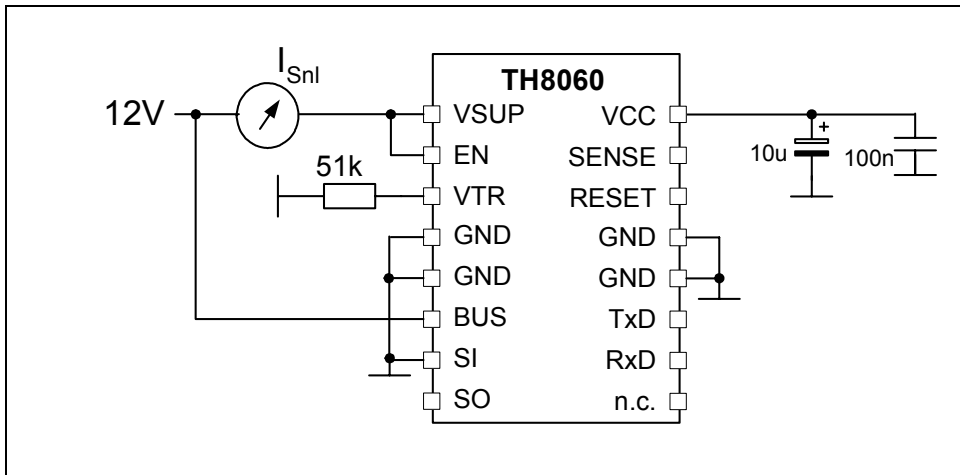 I_Snl
TH8060
12V
VSUP
VCC
EN
SENSE
10u
+
100n
51k
VTR
RESET
GND
GND
GND
GND
BUS
TxD
SI
RxD
SO
n.c.